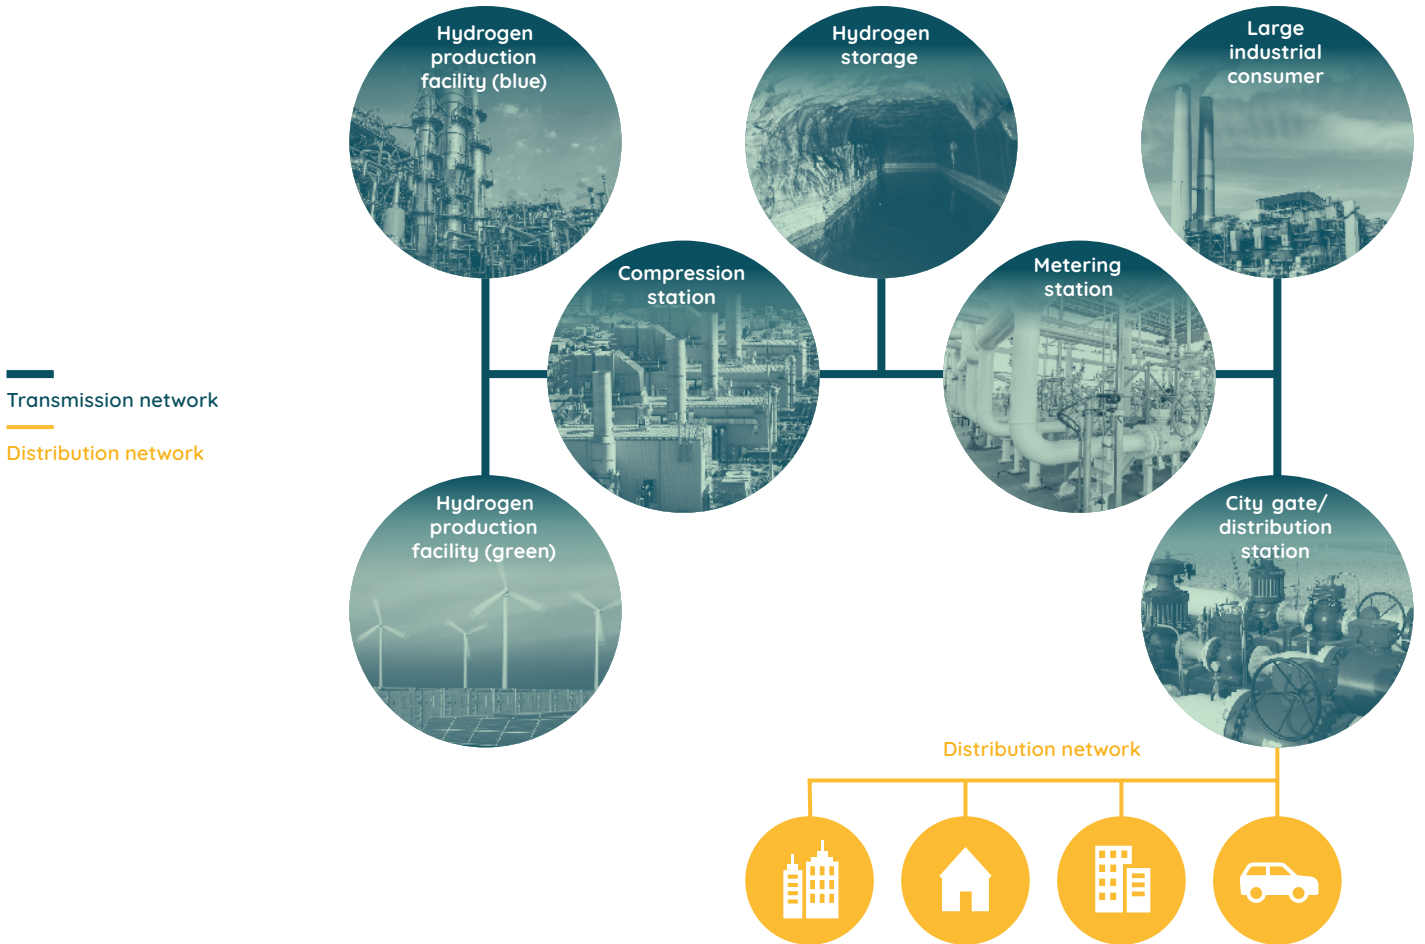 Hydrogen
production
facility (blue)
Hydrogen
storage
Large
industrial
consumer
Compression
station
Metering
station
Transmission network
Distribution network
Hydrogen
production
facility (green)
City gate/
distribution
station
Distribution network